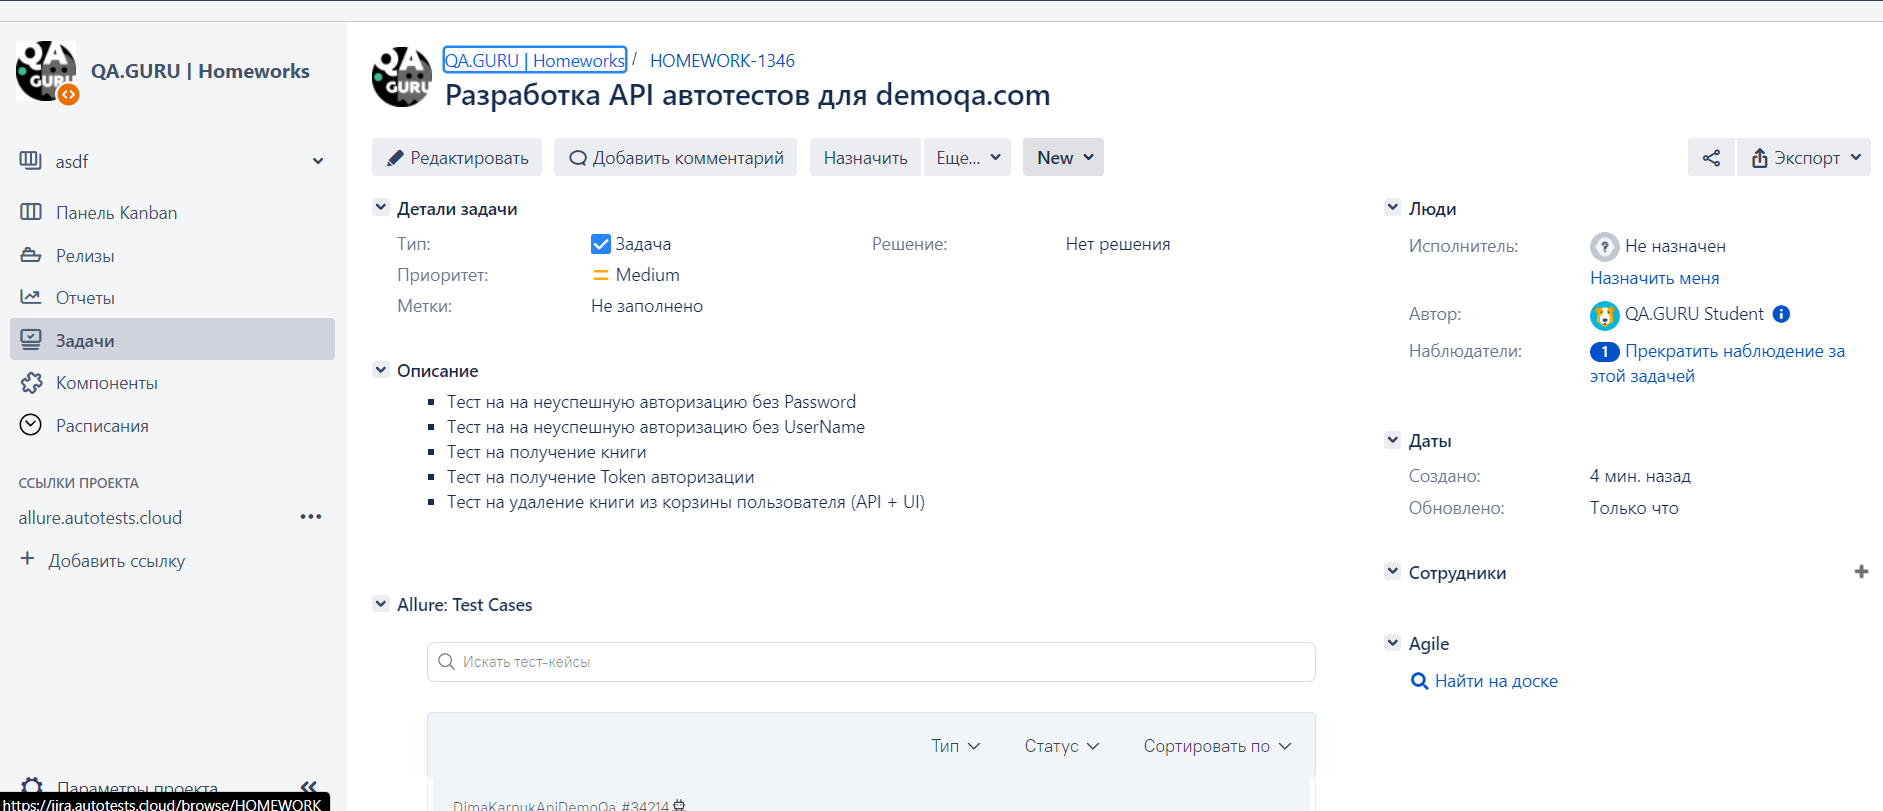 QA.GURU | Homeworks
asdf
Панель Kanban
Релизы
Отчеты
Задачи
Компоненты
Расписания
ССЫЛКИ ПРОЕКТА
allure.autotests.cloud
Добавить ссылку
Параметры проекта
https://jira.autotests.cloud/browse/HOMEWORK
QA GURU
QA.GURU | Homeworks / HOMEWORK-1346
Разработка API автотестов для demoqa.com
Редактировать Добавить комментарий Назначить Еще... New Экспорт
Детали задачи
Тип: Задача Решение: Нет решения
Приоритет: Medium
Метки: Не заполнено
Описание
Тест на на неуспешную авторизацию без Password
Тест на на неуспешную авторизацию без UserName
Тест на получение книги
Тест на получение Token авторизации
Тест на удаление книги из корзины пользователя (API + UI)
Allure: Test Cases
Искать тест-кейсы
Тип Статус Сортировать по
DimaKarpukApiDemoQa #34214
Люди
Исполнитель: Не назначен
Назначить меня
Автор: QA.GURU Student
Наблюдатели: 1 Прекратить наблюдение за
этой задачей
Даты
Создано: 4 мин. назад
Обновлено: Только что
Сотрудники
Agile
Найти на доске